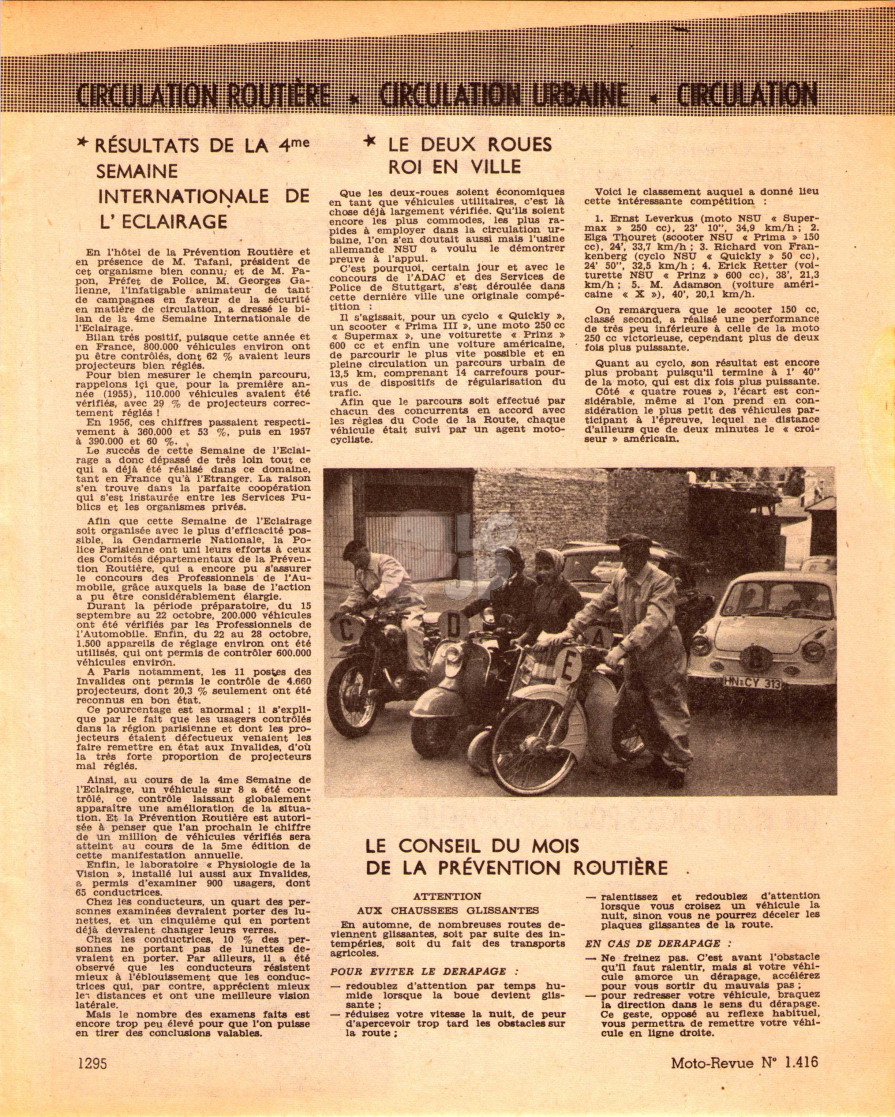 CIRCULATION ROUTIÈRE * CIRCULATION URBAINE * CIRCULATION
* RÉSULTATS DE LA 4me
SEMAINE
INTERNATIONALE DE
L' ECLAIRAGE
En l'hôtel de la Prévention Routière et
en présence de M. Tafani, président de
cet organisme bien connu; et de M. Pa-
pon, Préfet de Police, M. Georges Ga-
lienne, l'infatigable animateur de tant
de campagnes en faveur de la sécurité
en matière de circulation, a dressé le bi-
lan de la 4me Semaine Internationale de
l'Eclairage.
Bilan très positif, puisque cette année et
en France, 800.000 véhicules environ ont
pu être contrôlés, dont 62 % avaient leurs
projecteurs bien réglés.
Pour bien mesurer le chemin parcouru,
rappelons içi que, pour la première an-
née (1955), 110.000 véhicules avaient été
vérifiés, avec 29 % de projecteurs correc-
tement réglés !
En 1956, ces chiffres passaient respecti-
vement à 360.000 et 53 %, puis en 1957
à 390.000 et 60 %.
Le succès de cette Semaine de l'Eclai-
rage a donc dépassé de très loin tout ce
qui a déjà été réalisé dans ce domaine,
tant en France qu'à l'Etranger. La raison
s'en trouve dans la parfaite coopération
qui s'est instaurée entre les Services Pu-
blics et les organismes privés.
Afin que cette Semaine de l'Eclairage
soit organisée avec le plus d'efficacité pos-
sible, la Gendarmerie Nationale, la Po-
lice Parisienne ont uni leurs efforts à ceux
des Comités départementaux de la Préven-
tion Routière, qui a encore pu s'assurer
le concours des Professionnels de l'Au-
mobile, grâce auxquels la base de l'action
a pu être considérablement élargie.
Durant la période préparatoire, du 15
septembre au 22 octobre, 200.000 véhicules
ont été vérifiés par les Professionnels de
l'Automobile. Enfin, du 22 au 28 octobre,
1.500 appareils de réglage environ ont été
utilisés, qui ont permis de contrôler 600.000
véhicules environ.
A Paris notamment, les 11 postes des
Invalides ont permis le contrôle de 4.660
projecteurs, dont 20,3 % seulement ont été
reconnus en bon état.
Ce pourcentage est anormal ; il s'expli-
que par le fait que les usagers contrôlés
dans la région parisienne et dont les pro-
jecteurs étaient défectueux venaient les
faire remettre en état aux Invalides, d'où
la très forte proportion de projecteurs
mal réglés.
Ainsi, au cours de la 4me Semaine de
l'Eclairage, un véhicule sur 8 a été con-
trôlé, ce contrôle laissant globalement
apparaître une amélioration de la situa-
tion. Et la Prévention Routière est autori-
sée à penser que l'an prochain le chiffre
de un million de véhicules vérifiés sera
atteint au cours de la 5me édition de
cette manifestation annuelle.
Enfin, le laboratoire « Physiologie de la
Vision », installé lui aussi aux Invalides,
a permis d'examiner 900 usagers, dont
65 conductrices.
Chez les conducteurs, un quart des per-
sonnes examinées devraient porter des lu-
nettes, et un cinquième qui en portent
déjà devraient changer leurs verres.
Chez les conductrices, 10 % des per-
sonnes ne portant pas de lunettes de-
vraient en porter. Par ailleurs, il a été
observé que les conducteurs résistent
mieux à l'éblouissement que les conduc-
trices qui, par contre, apprécient mieux
les distances et ont une meilleure vision
latérale.
Mais le nombre des examens faits est
encore trop peu élevé pour que l'on puisse
en tirer des conclusions valables.
* LE DEUX ROUES
ROI EN VILLE
Que les deux-roues soient économiques
en tant que véhicules utilitaires, c'est là
chose déjà largement vérifiée. Qu'ils soient
encore les plus commodes, les plus ra-
pides à employer dans la circulation ur-
baine, l'on s'en doutait aussi mais l'usine
allemande NSU a voulu le démontrer
preuve à l'appui.
C'est pourquoi, certain jour et avec le
concours de l'ADAC et des Services de
Police de Stuttgart, s'est déroulée dans
cette dernière ville une originale compé-
tition :
Il s'agissait, pour un cyclo « Quickly »,
un scooter « Prima III », une moto 250 cc
« Supermax », une voiturette « Prinz »
600 cc et enfin une voiture américaine,
de parcourir le plus vite possible et en
pleine circulation un parcours urbain de
13,5 km, comprenant 14 carrefours pour-
vus de dispositifs de régularisation du
trafic.
Afin que le parcours soit effectué par
chacun des concurrents en accord avec
les règles du Code de la Route, chaque
véhicule était suivi par un agent moto-
cycliste.
Voici le classement auquel a donné lieu
cette intéressante compétition :
1. Ernst Leverkus (moto NSU « Super-
max » 250 cc), 23' 10", 34,9 km/h ; 2.
Elga Thouret (scooter NSU « Prima » 150
cc), 24', 33,7 km/h ; 3. Richard von Fran-
kenberg (cyclo NSU « Quickly » 50 cc),
24' 50", 32,5 km/h ; 4. Erick Retter (voi-
turette NSU « Prinz » 600 cc), 38', 21,3
km/h ; 5. M. Adamson (voiture améri-
caine « X »), 40', 20,1 km/h.
On remarquera que le scooter 150 cc,
classé second, a réalisé une performance
de très peu inférieure à celle de la moto
250 cc victorieuse, cependant plus de deux
fois plus puissante.
Quant au cyclo, son résultat est encore
plus probant puisqu'il termine à 1' 40"
de la moto, qui est dix fois plus puissante.
Côté « quatre roues », l'écart est con-
sidérable, même si l'on prend en con-
sidération le plus petit des véhicules par-
ticipant à l'épreuve, lequel ne distance
d'ailleurs que de deux minutes le « croi-
seur » américain.
C
D
A
E
B
HN-CY 313
LE CONSEIL DU MOIS
DE LA PRÉVENTION ROUTIÈRE
ATTENTION
AUX CHAUSSEES GLISSANTES
En automne, de nombreuses routes de-
viennent glissantes, soit par suite des in-
tempéries, soit du fait des transports
agricoles.
POUR EVITER LE DERAPAGE :
— redoublez d'attention par temps hu-
mide lorsque la boue devient glis-
sante ;
— réduisez votre vitesse la nuit, de peur
d'apercevoir trop tard les obstacles sur
la route ;
— ralentissez et redoublez d'attention
lorsque vous croisez un véhicule la
nuit, sinon vous ne pourrez déceler les
plaques glissantes de la route.
EN CAS DE DERAPAGE :
— Ne freinez pas. C'est avant l'obstacle
qu'il faut ralentir, mais si votre véhi-
cule amorce un dérapage, accélérez
pour vous sortir du mauvais pas ;
— pour redresser votre véhicule, braquez
la direction dans le sens du dérapage.
Ce geste, opposé au reflexe habituel,
vous permettra de remettre votre véhi-
cule en ligne droite.
1295
Moto-Revue N° 1.416